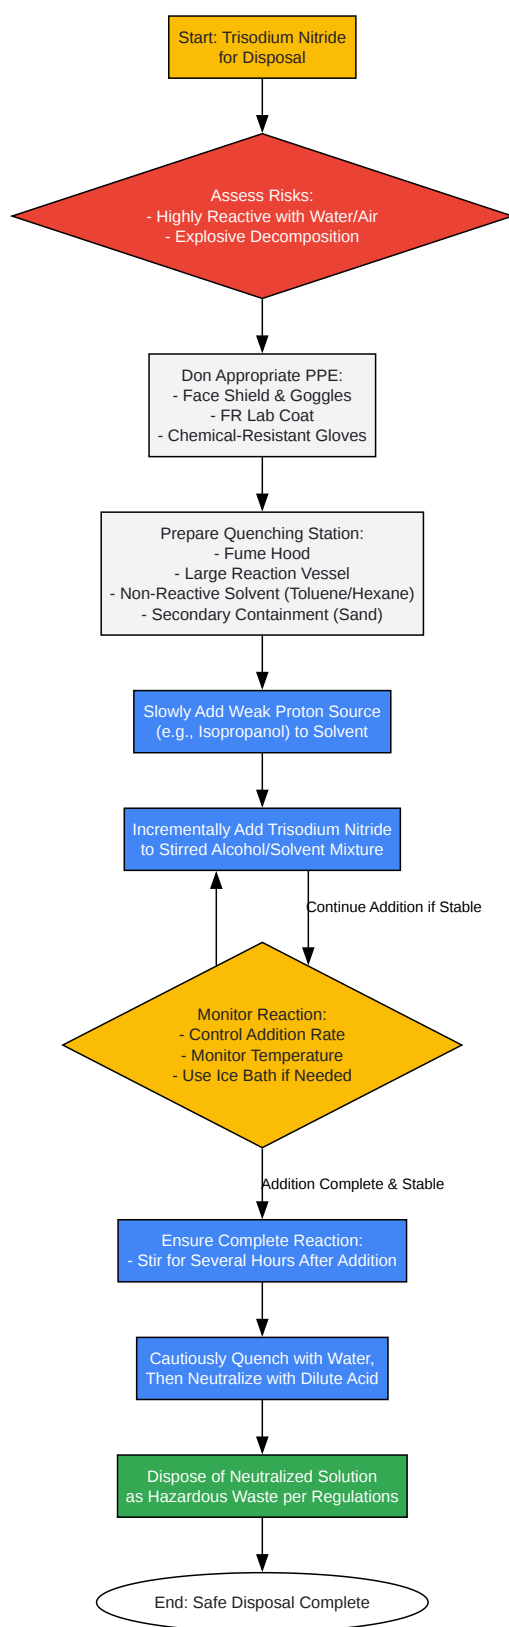 Start: Trisodium Nitride
for Disposal
Assess Risks:
- Highly Reactive with Water/Air
- Explosive Decomposition
Don Appropriate PPE:
- Face Shield & Goggles
- FR Lab Coat
- Chemical-Resistant Gloves
Prepare Quenching Station:
- Fume Hood
- Large Reaction Vessel
- Non-Reactive Solvent (Toluene/Hexane)
- Secondary Containment (Sand)
Slowly Add Weak Proton Source
(e.g., Isopropanol) to Solvent
Incrementally Add Trisodium Nitride
to Stirred Alcohol/Solvent Mixture
Continue Addition if Stable
Monitor Reaction:
- Control Addition Rate
- Monitor Temperature
- Use Ice Bath if Needed
Addition Complete & Stable
Ensure Complete Reaction:
- Stir for Several Hours After Addition
Cautiously Quench with Water,
Then Neutralize with Dilute Acid
Dispose of Neutralized Solution
as Hazardous Waste per Regulations
End: Safe Disposal Complete